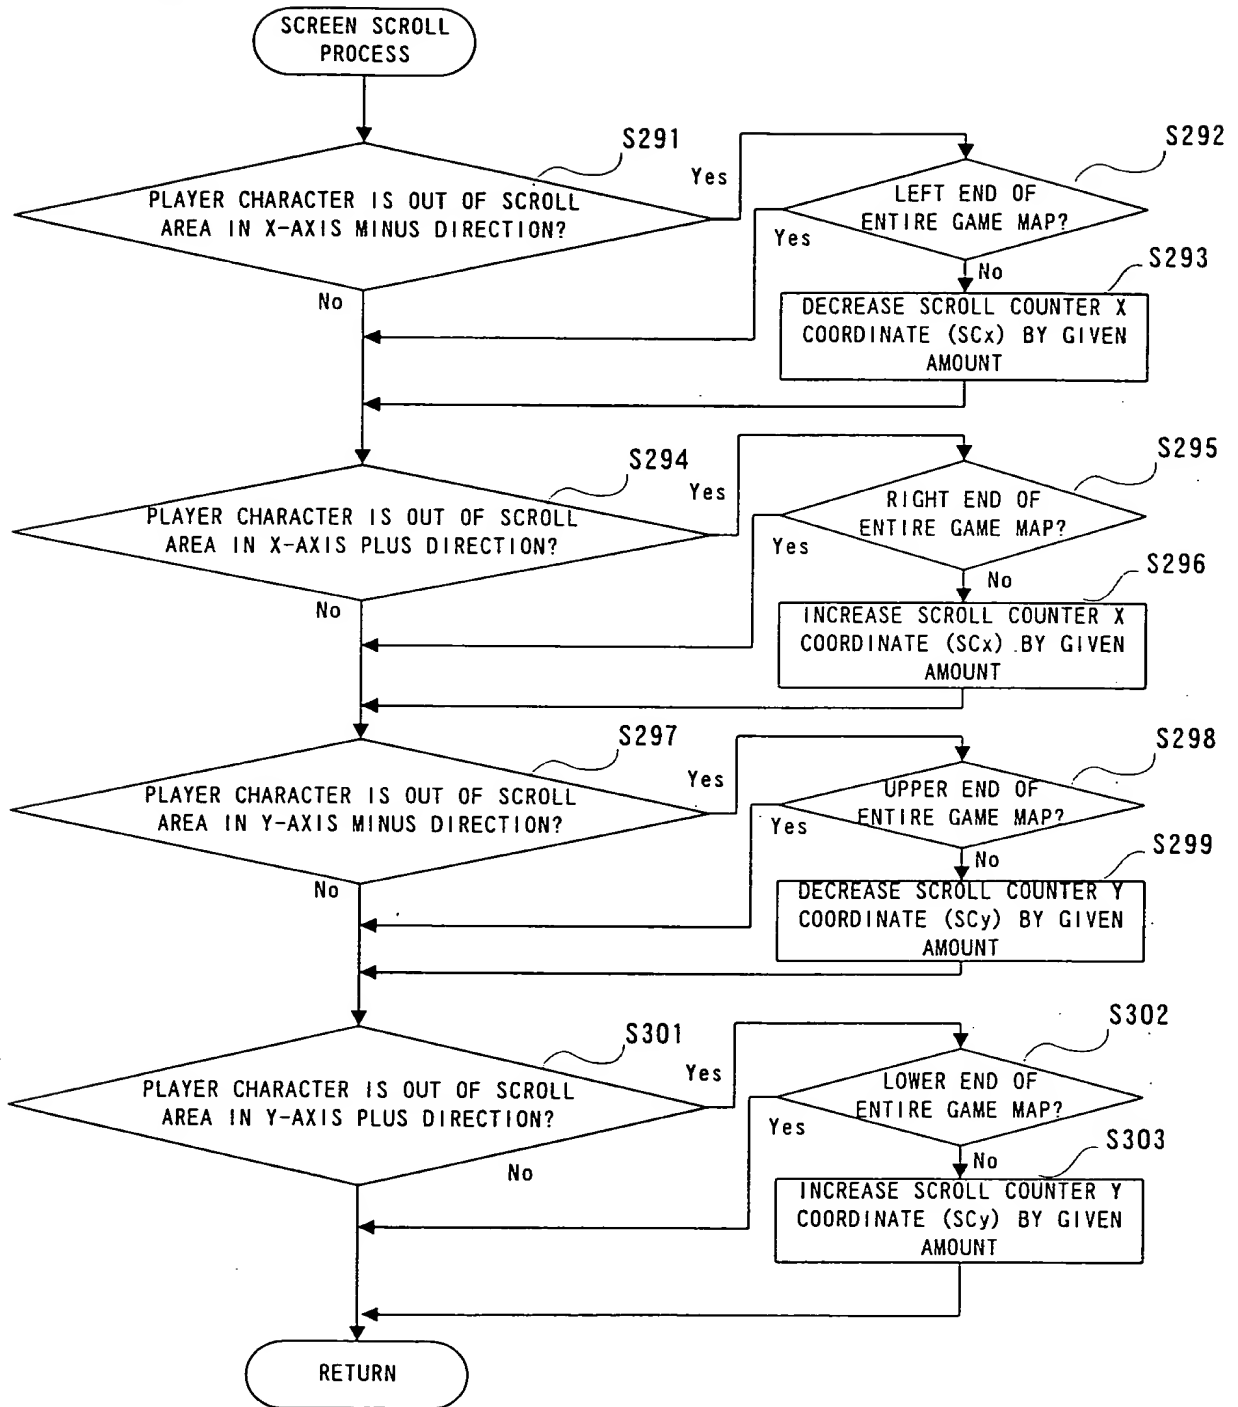 SCREEN SCROLL
PROCESS
S291
PLAYER CHARACTER IS OUT OF SCROLL
AREA IN X-AXIS MINUS DIRECTION?
Yes
No
S292
LEFT END OF
ENTIRE GAME MAP?
Yes
No
S293
DECREASE SCROLL COUNTER X
COORDINATE (SCx) BY GIVEN
AMOUNT
S294
PLAYER CHARACTER IS OUT OF SCROLL
AREA IN X-AXIS PLUS DIRECTION?
Yes
No
S295
RIGHT END OF
ENTIRE GAME MAP?
Yes
No
S296
INCREASE SCROLL COUNTER X
COORDINATE (SCx) BY GIVEN
AMOUNT
S297
PLAYER CHARACTER IS OUT OF SCROLL
AREA IN Y-AXIS MINUS DIRECTION?
Yes
No
S298
UPPER END OF
ENTIRE GAME MAP?
Yes
No
S299
DECREASE SCROLL COUNTER Y
COORDINATE (SCy) BY GIVEN
AMOUNT
S301
PLAYER CHARACTER IS OUT OF SCROLL
AREA IN Y-AXIS PLUS DIRECTION?
Yes
No
S302
LOWER END OF
ENTIRE GAME MAP?
Yes
No
S303
INCREASE SCROLL COUNTER Y
COORDINATE (SCy) BY GIVEN
AMOUNT
RETURN